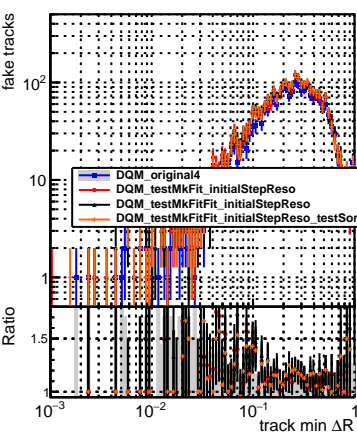 fake tracks
10²
10
1
DQM_original4
DQM_testMkFit_initialStepReso
DQM_testMkFitFit_initialStepReso
DQM_testMkFitFit_initialStepReso_testSor
Ratio
1.5
1
10⁻³ 10⁻² 10⁻¹ 1
track min ΔR